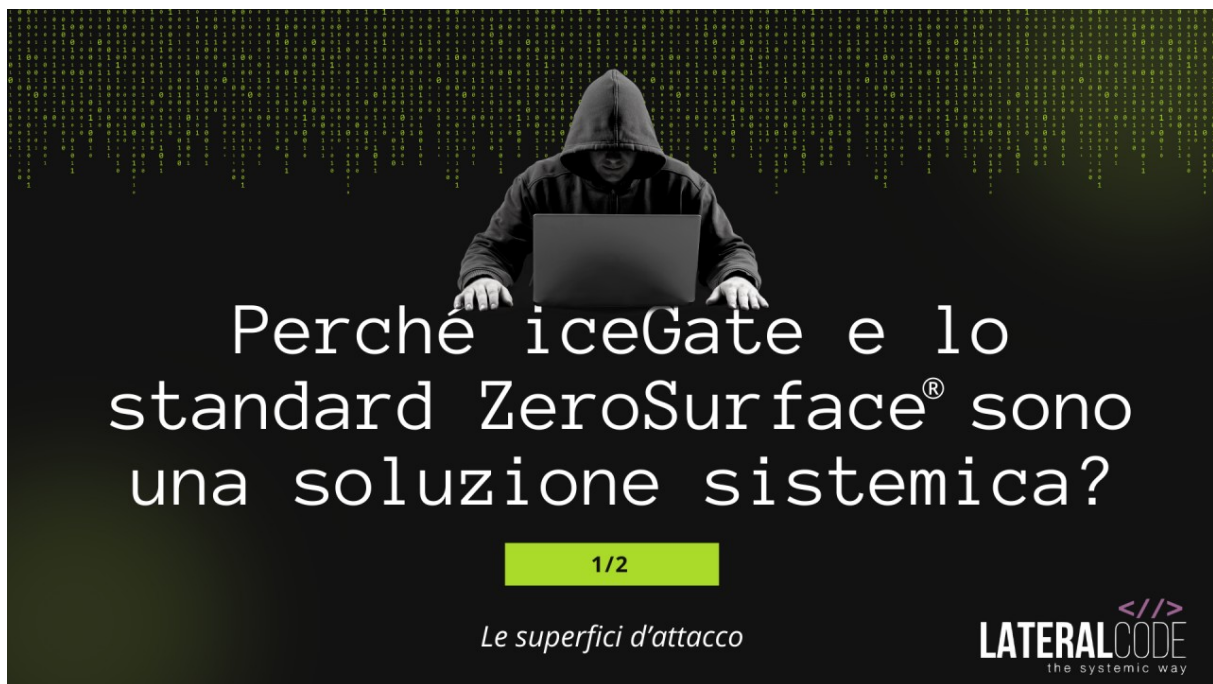 Perché iceGate e lo
standard ZeroSurface® sono
una soluzione sistemica?
1/2
Le superfici d'attacco
<//>
LATERALCODE
the systemic way